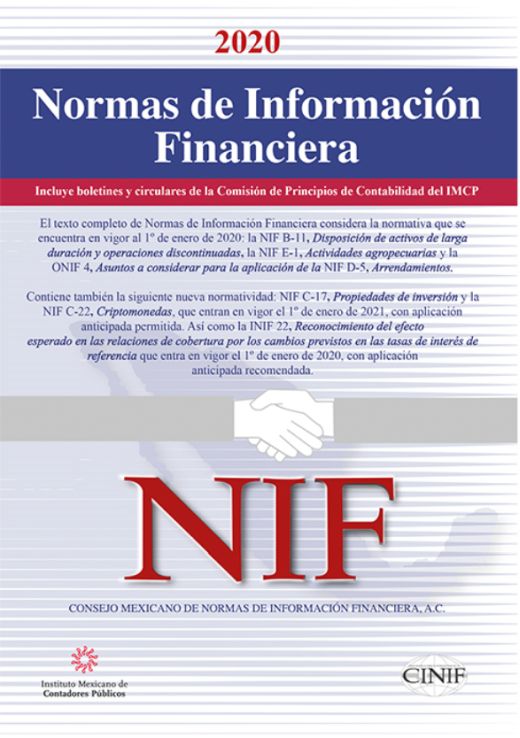 2020
Normas de Información
Financiera
Incluye boletines y circulares de la Comisión de Principios de Contabilidad del IMCP
El texto completo de Normas de Información Financiera considera la normativa que se
encuentra en vigor al 1º de enero de 2020: la NIF B-11, Disposición de activos de larga
duración y operaciones discontinuadas, la NIF E-1, Actividades agropecuarias y la
ONIF 4, Asuntos a considerar para la aplicación de la NIF D-5, Arrendamientos.
Contiene también la siguiente nueva normatividad: NIF C-17, Propiedades de inversión y la
NIF C-22, Criptomonedas, que entran en vigor el 1º de enero de 2021, con aplicación
anticipada permitida. Así como la INIF 22, Reconocimiento del efecto
esperado en las relaciones de cobertura por los cambios previstos en las tasas de interés de
referencia que entra en vigor el 1º de enero de 2020, con aplicación
anticipada recomendada.
NIF
CONSEJO MEXICANO DE NORMAS DE INFORMACIÓN FINANCIERA, A.C.
Instituto Mexicano de
Contadores Públicos
CINIF